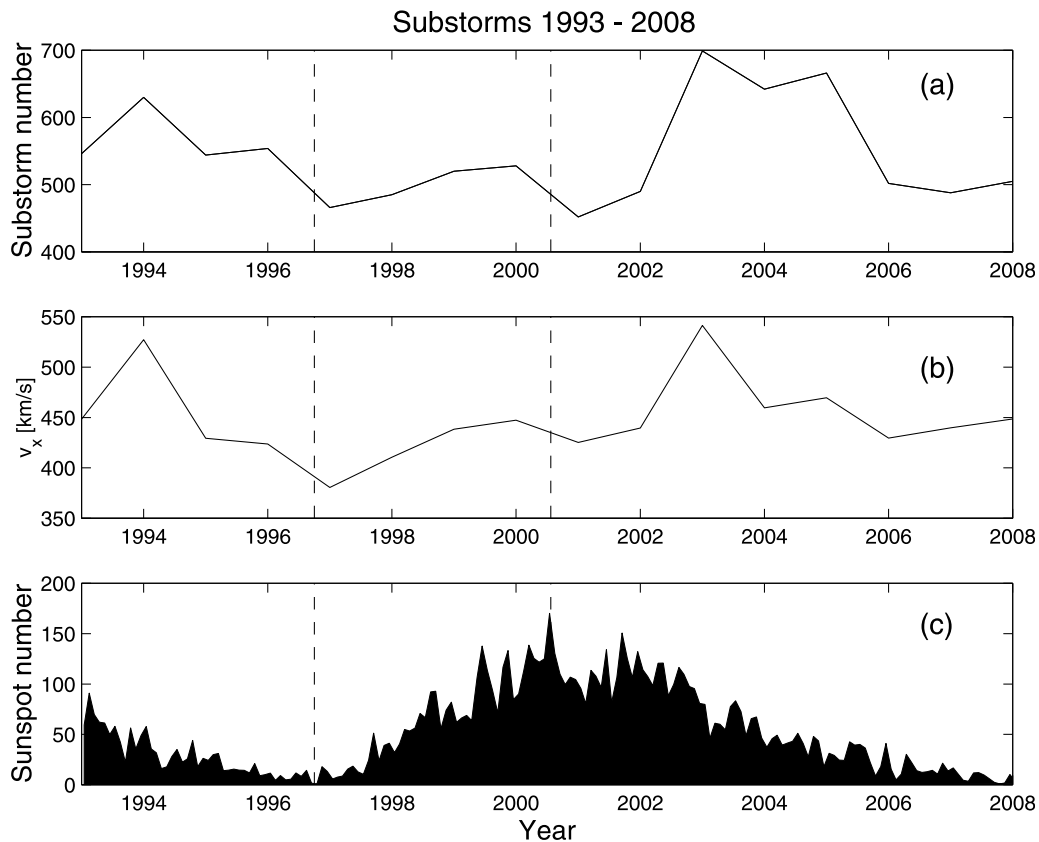 Substorms 1993 - 2008
Substorm number
700
600
500
400
(a)
1994 1996 1998 2000 2002 2004 2006 2008
v_x [km/s]
550
500
450
400
350
(b)
1994 1996 1998 2000 2002 2004 2006 2008
Sunspot number
200
150
100
50
0
(c)
1994 1996 1998 2000 2002 2004 2006 2008
Year